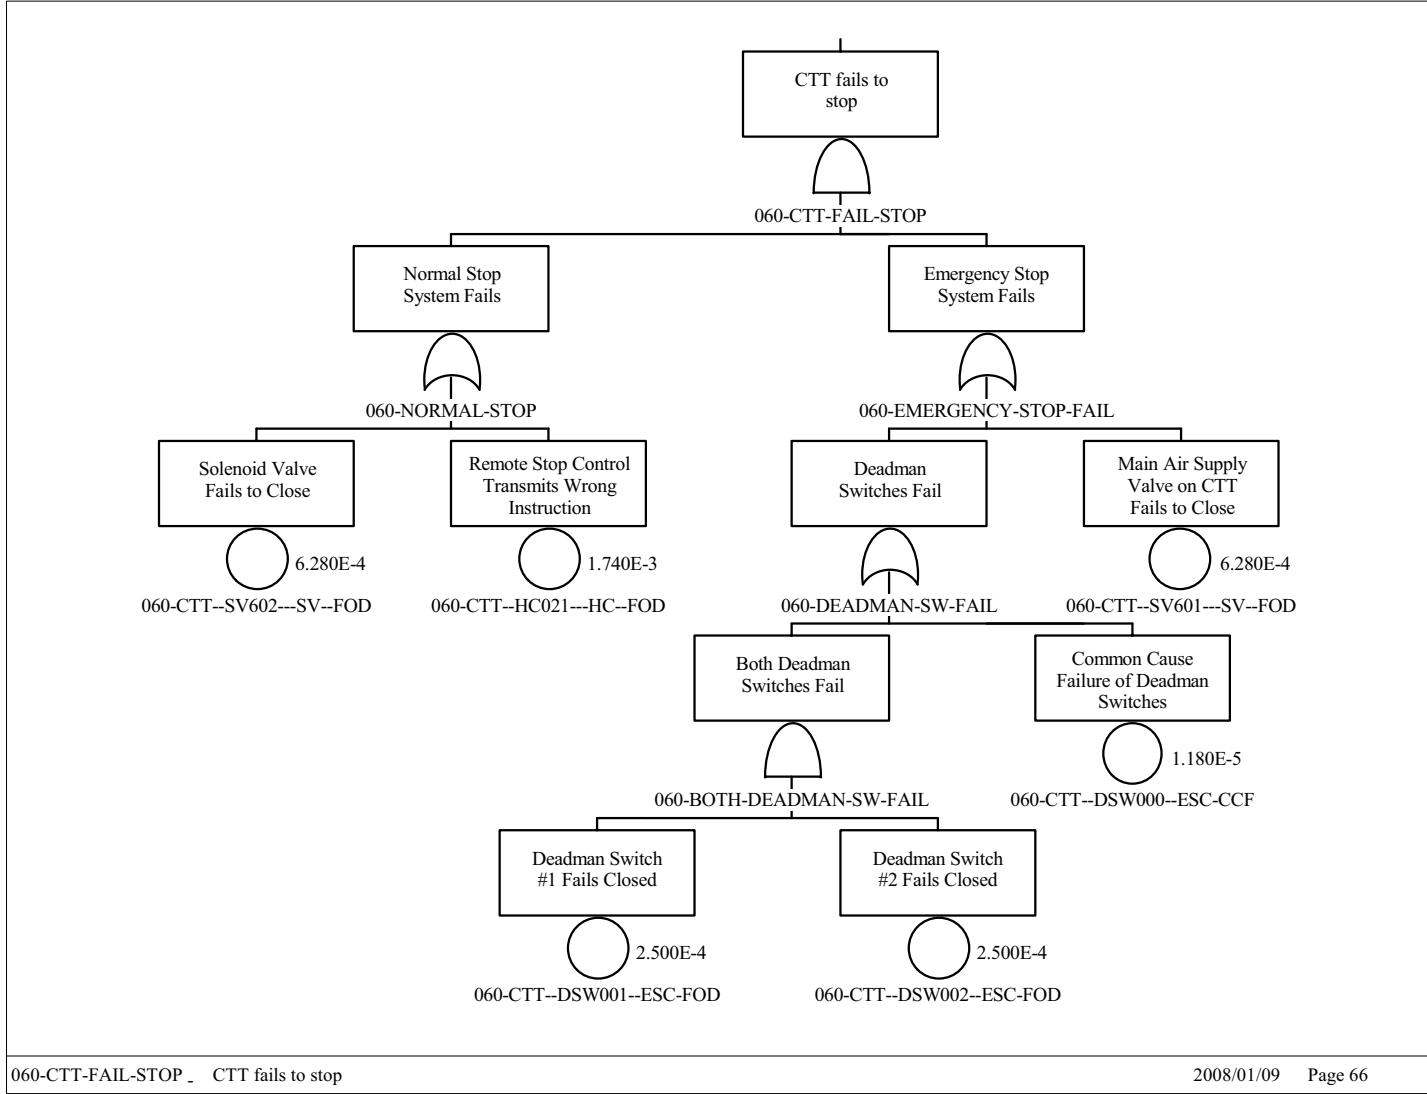 CTT fails to
stop
060-CTT-FAIL-STOP
Normal Stop
System Fails
Emergency Stop
System Fails
060-NORMAL-STOP
060-EMERGENCY-STOP-FAIL
Solenoid Valve
Fails to Close
Remote Stop Control
Transmits Wrong
Instruction
Deadman
Switches Fail
Main Air Supply
Valve on CTT
Fails to Close
6.280E-4
1.740E-3
6.280E-4
060-CTT--SV602---SV--FOD
060-CTT--HC021---HC--FOD
060-DEADMAN-SW-FAIL
060-CTT--SV601---SV--FOD
Both Deadman
Switches Fail
Common Cause
Failure of Deadman
Switches
1.180E-5
060-BOTH-DEADMAN-SW-FAIL
060-CTT--DSW000--ESC-CCF
Deadman Switch
#1 Fails Closed
Deadman Switch
#2 Fails Closed
2.500E-4
2.500E-4
060-CTT--DSW001--ESC-FOD
060-CTT--DSW002--ESC-FOD
060-CTT-FAIL-STOP _ CTT fails to stop 2008/01/09 Page 66